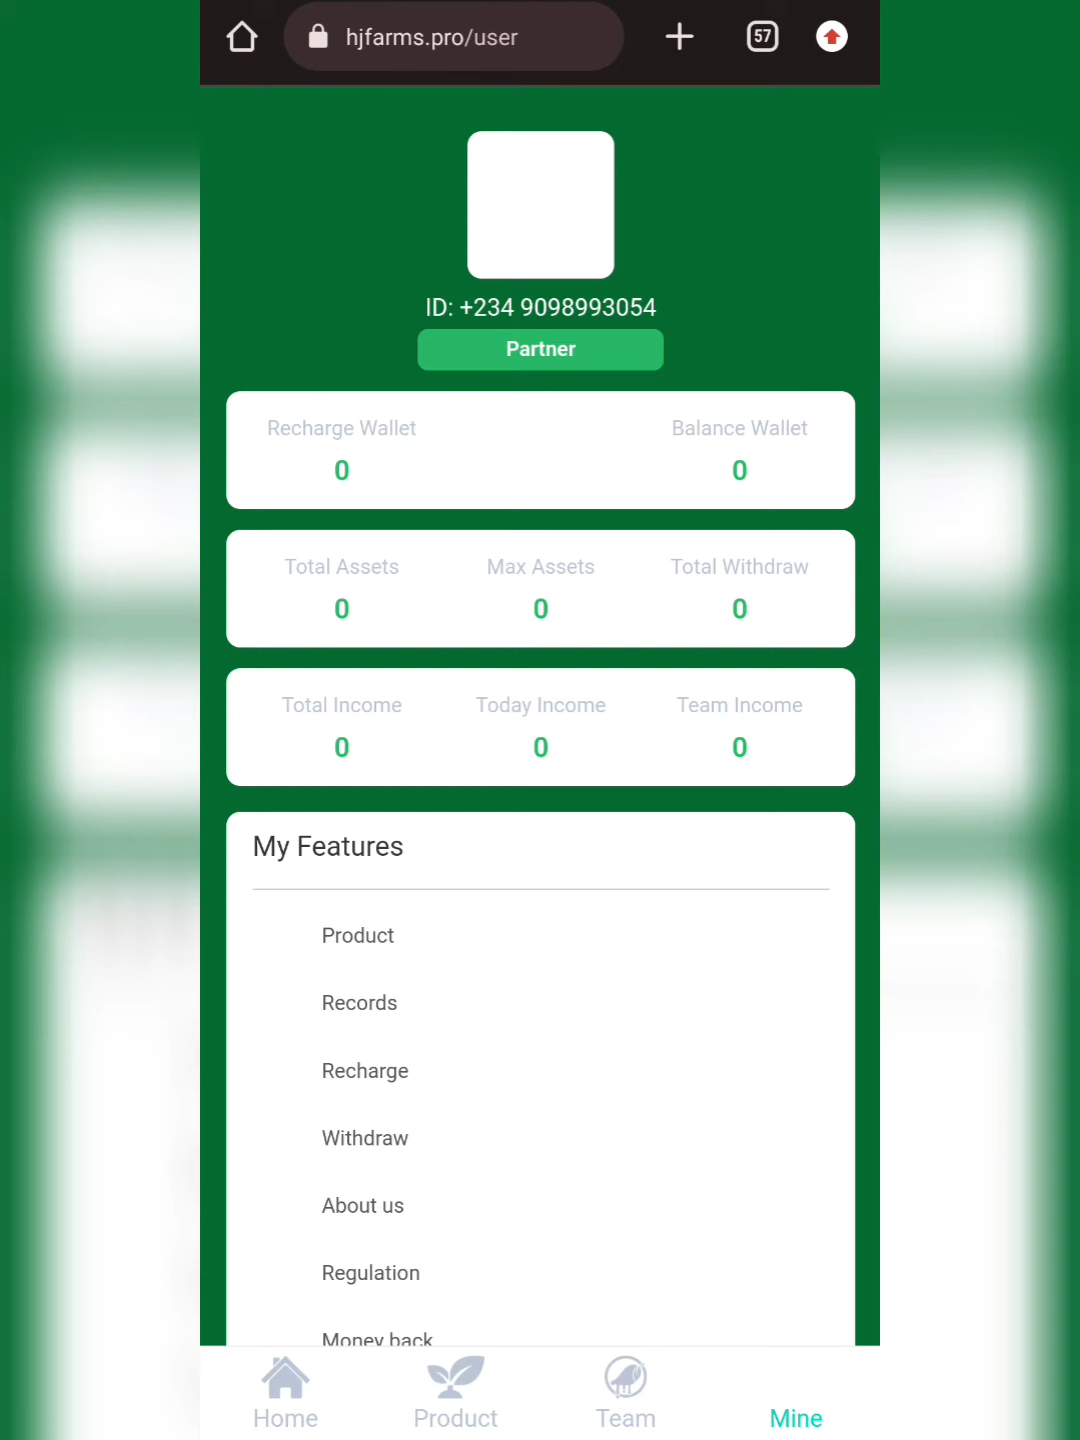 hjfarms.pro/user
57
ID: +234 9098993054
Partner
Recharge Wallet Balance Wallet
0 0
Total Assets Max Assets Total Withdraw
0 0 0
Total Income Today Income Team Income
0 0 0
My Features
Product
Records
Recharge
Withdraw
About us
Regulation
Money back
Home Product Team Mine